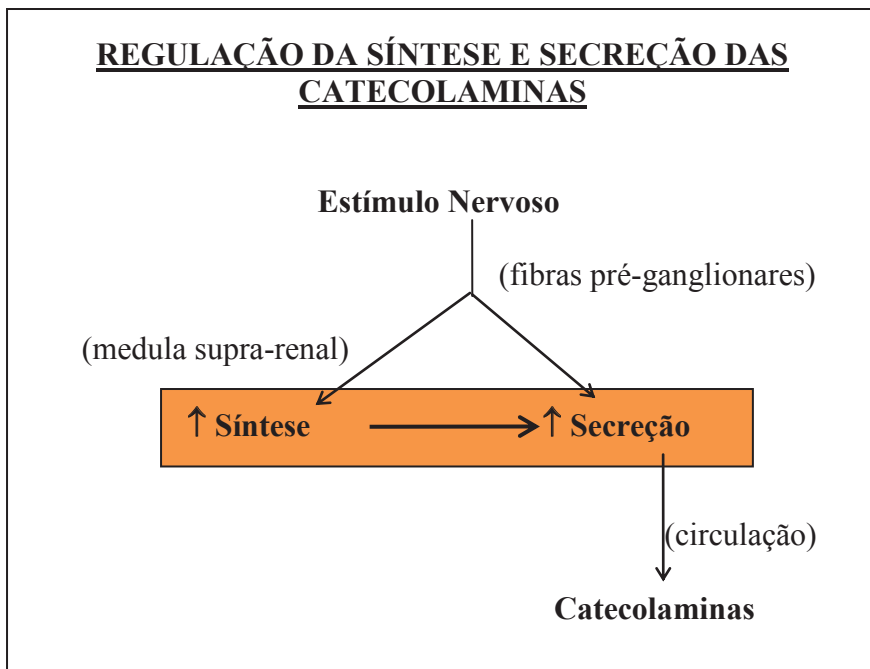 REGULAÇÃO DA SÍNTESE E SECREÇÃO DAS
CATECOLAMINAS
Estímulo Nervoso
(fibras pré-ganglionares)
(medula supra-renal)
↑ Síntese
↑ Secreção
(circulação)
Catecolaminas